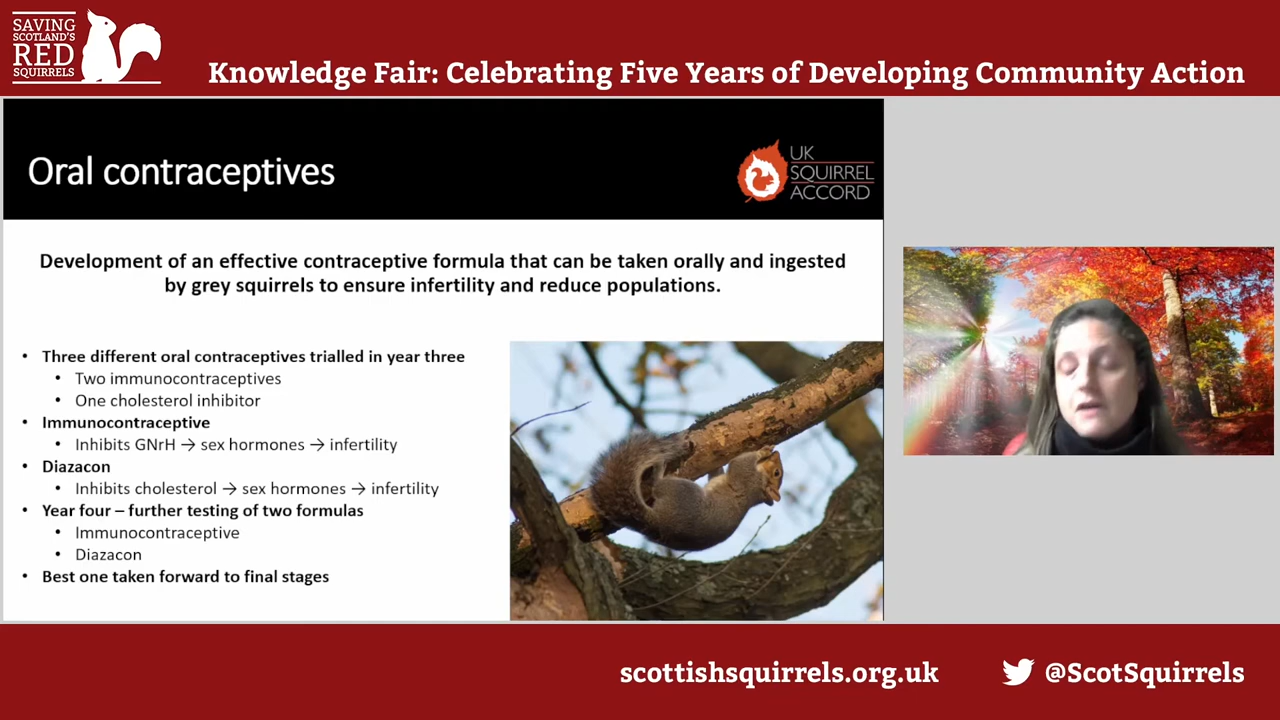 SAVING
SCOTLAND'S
RED
SQUIRRELS
Knowledge Fair: Celebrating Five Years of Developing Community Action
Oral contraceptives
UK
SQUIRREL
ACCORD
Development of an effective contraceptive formula that can be taken orally and ingested
by grey squirrels to ensure infertility and reduce populations.
• Three different oral contraceptives trialled in year three
• Two immunocontraceptives
• One cholesterol inhibitor
• Immunocontraceptive
• Inhibits GNrH → sex hormones → infertility
• Diazacon
• Inhibits cholesterol → sex hormones → infertility
• Year four – further testing of two formulas
• Immunocontraceptive
• Diazacon
• Best one taken forward to final stages
scottishsquirrels.org.uk
@ScotSquirrels